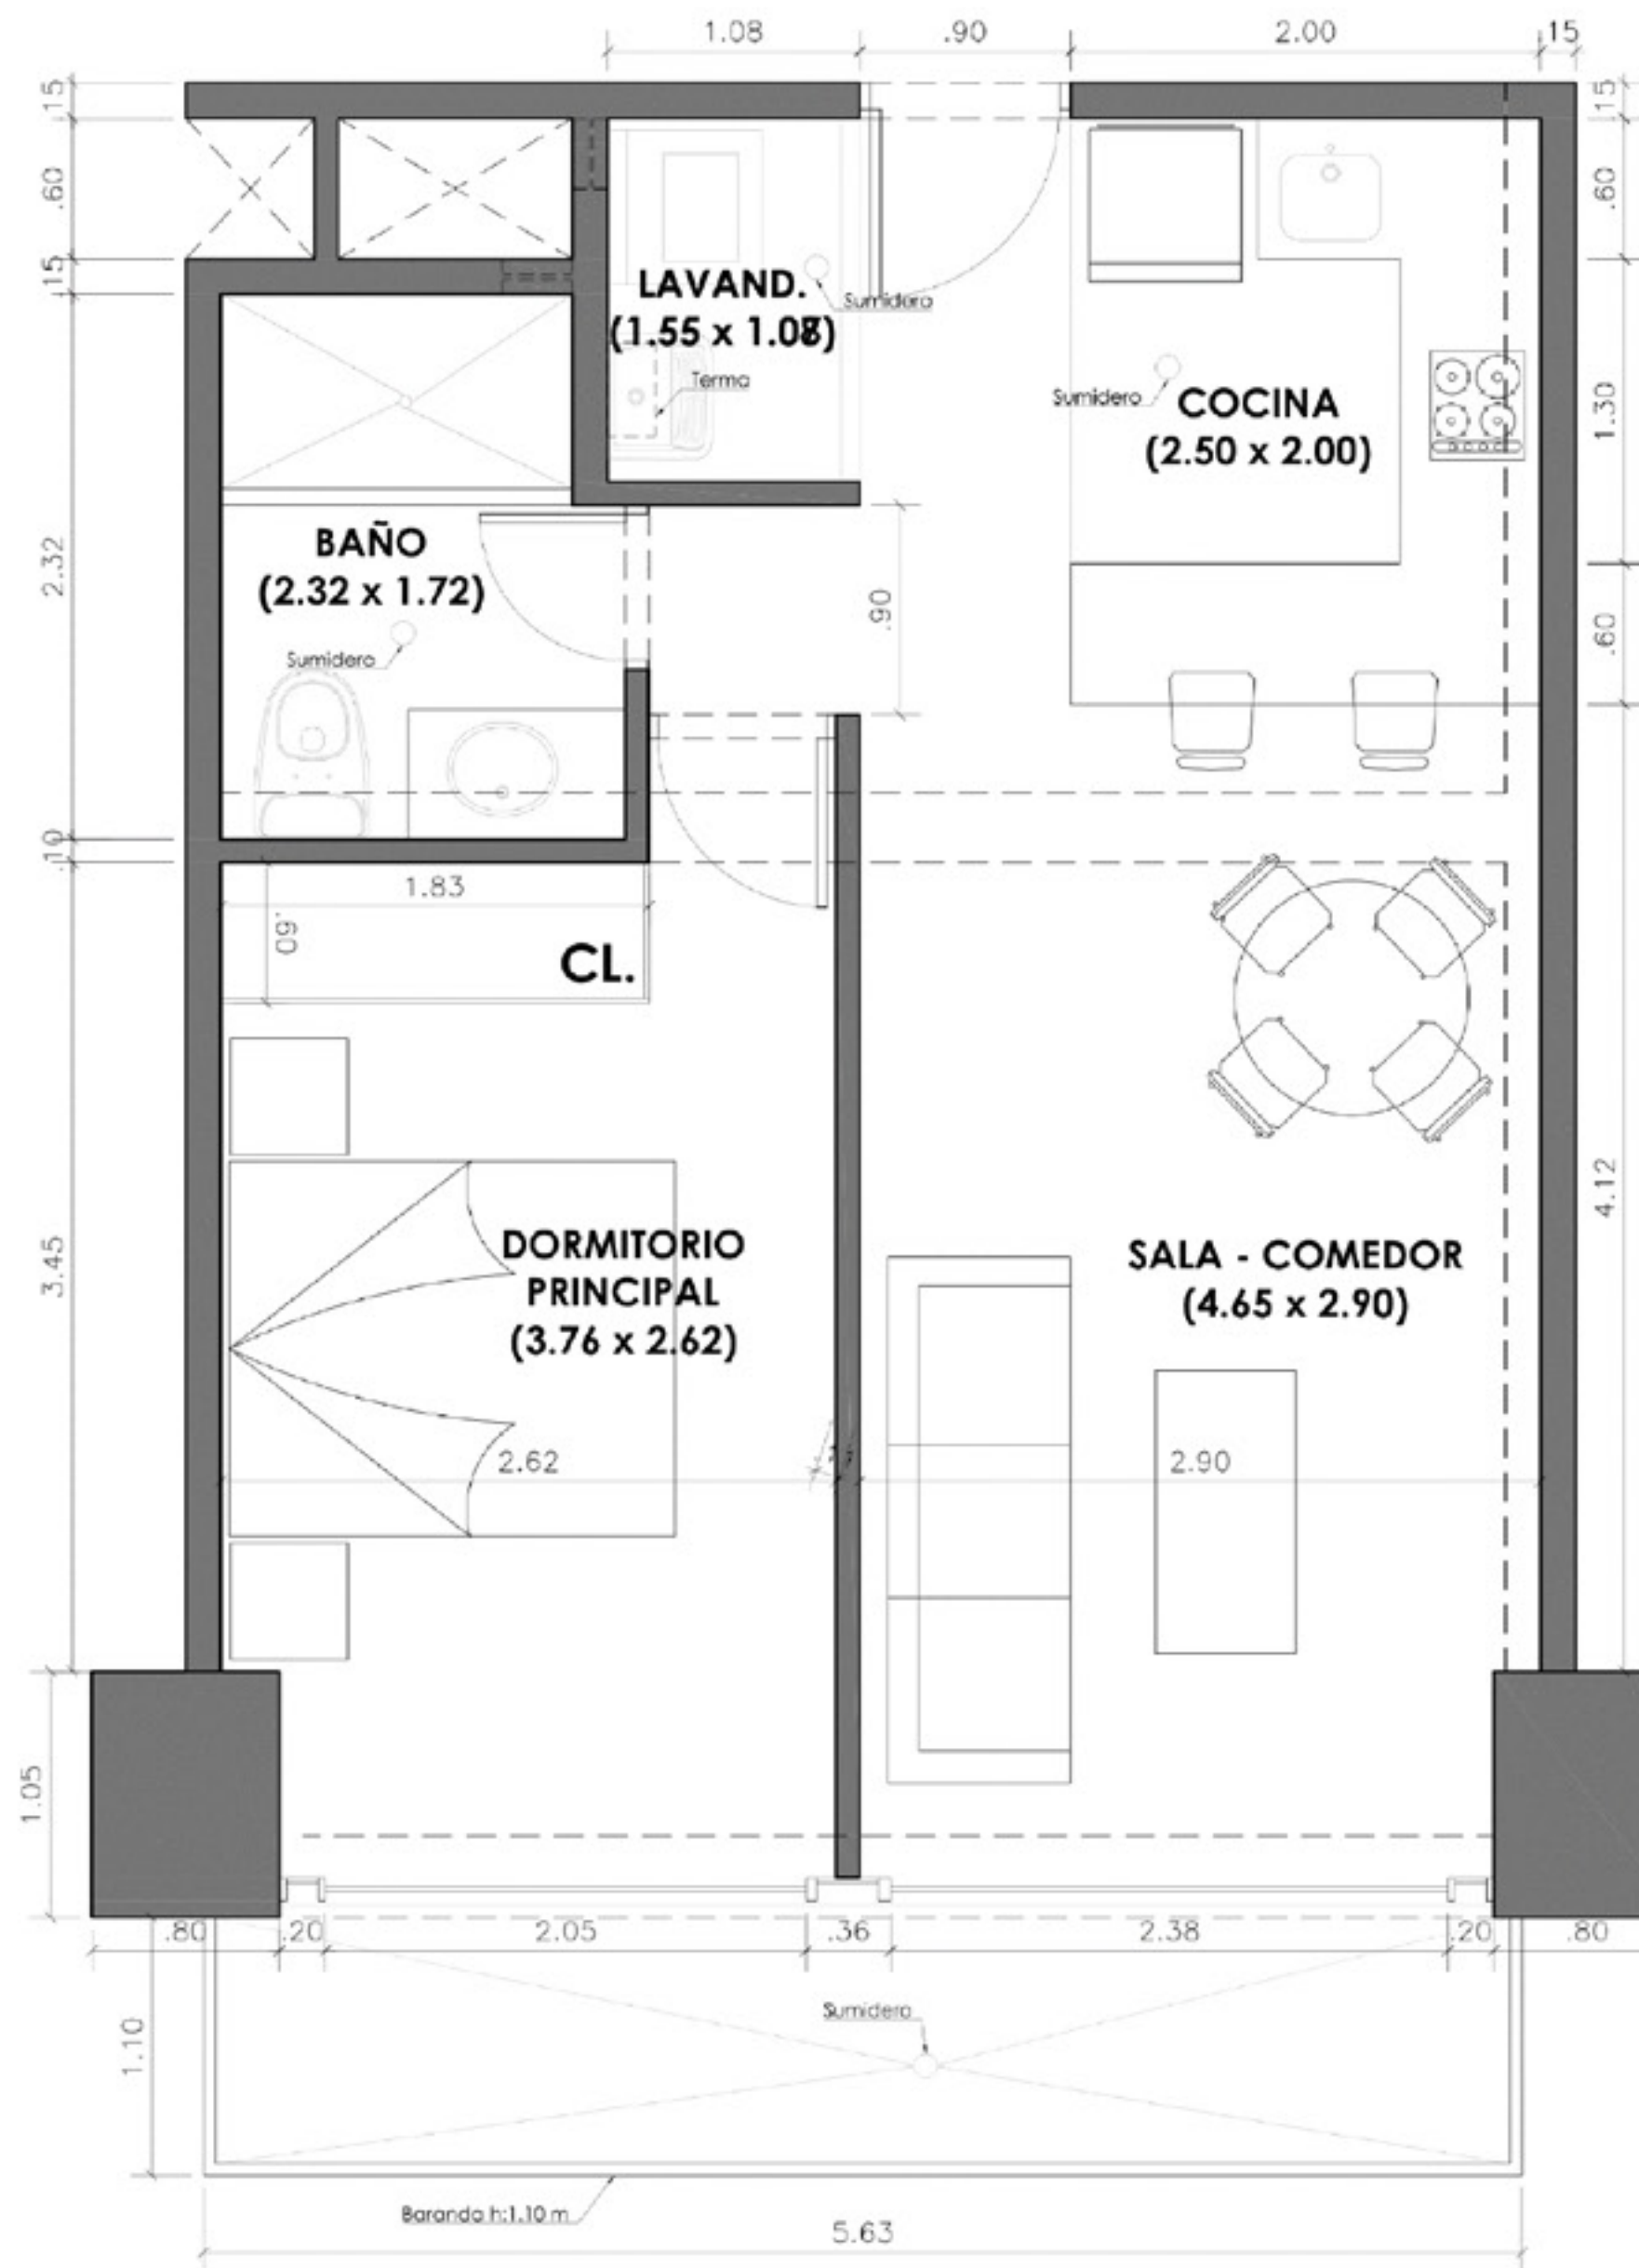 1.08
.90
2.00
15
15
15
.60
.60
15
LAVAND.
(1.55 x 1.08)
Sumidero
Terma
Sumidero
COCINA
(2.50 x 2.00)
1.30
BAÑO
(2.32 x 1.72)
2.32
Sumidero
.90
.60
.10
1.83
.60
CL.
4.12
3.45
DORMITORIO
PRINCIPAL
(3.76 x 2.62)
SALA - COMEDOR
(4.65 x 2.90)
2.62
2.90
1.05
.80
.20
2.05
.36
2.38
.20
.80
1.10
Sumidero
Baranda h:1.10 m
5.63